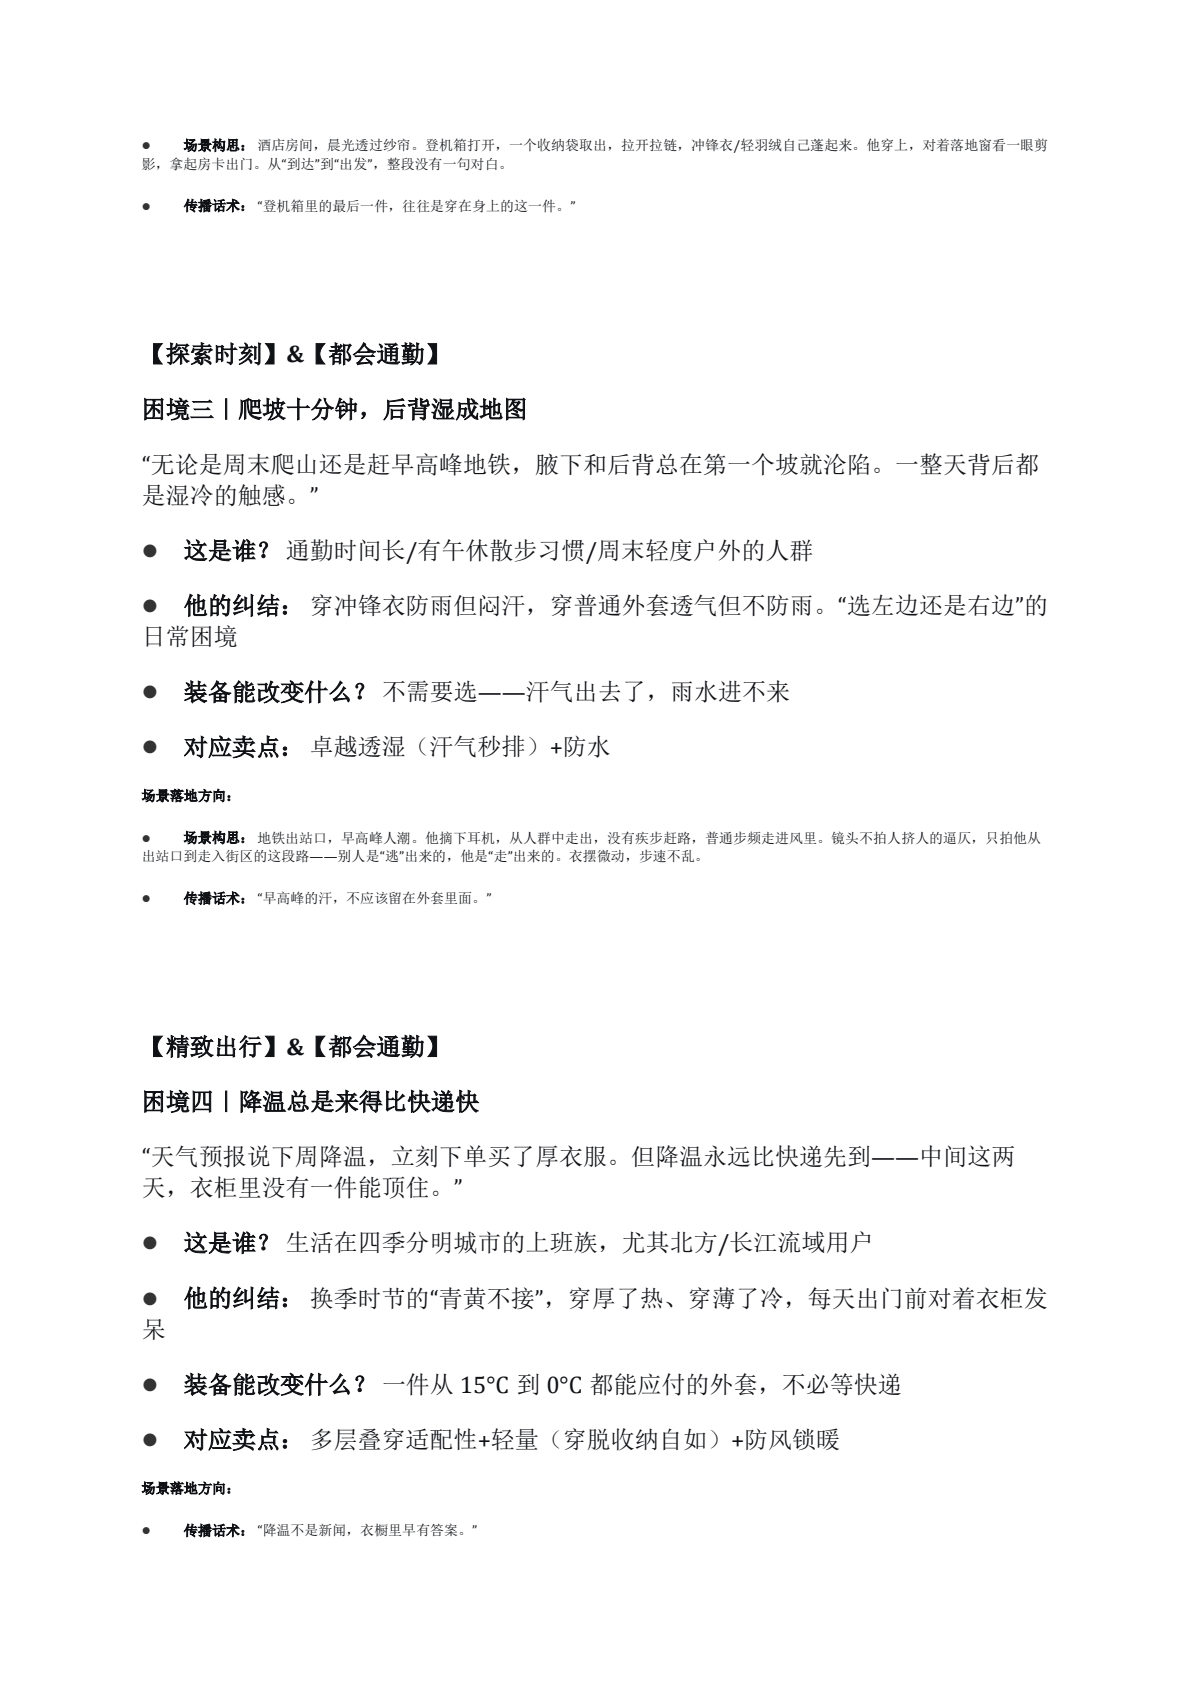 ● 场景构思： 酒店房间，晨光透过纱帘。登机箱打开，一个收纳袋取出，拉开拉链，冲锋衣/轻羽绒自己蓬起来。他穿上，对着落地窗看一眼剪
影，拿起房卡出门。从“到达”到“出发”，整段没有一句对白。
● 传播话术： “登机箱里的最后一件，往往是穿在身上的这一件。”
【探索时刻】&【都会通勤】
困境三｜爬坡十分钟，后背湿成地图
“无论是周末爬山还是赶早高峰地铁，腋下和后背总在第一个坡就沦陷。一整天背后都
是湿冷的触感。”
● 这是谁？ 通勤时间长/有午休散步习惯/周末轻度户外的人群
● 他的纠结： 穿冲锋衣防雨但闷汗，穿普通外套透气但不防雨。“选左边还是右边”的
日常困境
● 装备能改变什么？ 不需要选——汗气出去了，雨水进不来
● 对应卖点： 卓越透湿（汗气秒排）+防水
场景落地方向：
● 场景构思： 地铁出站口，早高峰人潮。他摘下耳机，从人群中走出，没有疾步赶路，普通步频走进风里。镜头不拍人挤人的逼仄，只拍他从
出站口到走入街区的这段路——别人是“逃”出来的，他是“走”出来的。衣摆微动，步速不乱。
● 传播话术： “早高峰的汗，不应该留在外套里面。”
【精致出行】&【都会通勤】
困境四｜降温总是来得比快递快
“天气预报说下周降温，立刻下单买了厚衣服。但降温永远比快递先到——中间这两
天，衣柜里没有一件能顶住。”
● 这是谁？ 生活在四季分明城市的上班族，尤其北方/长江流域用户
● 他的纠结： 换季时节的“青黄不接”，穿厚了热、穿薄了冷，每天出门前对着衣柜发
呆
● 装备能改变什么？ 一件从 15°C 到 0°C 都能应付的外套，不必等快递
● 对应卖点： 多层叠穿适配性+轻量（穿脱收纳自如）+防风锁暖
场景落地方向：
● 传播话术： “降温不是新闻，衣橱里早有答案。”